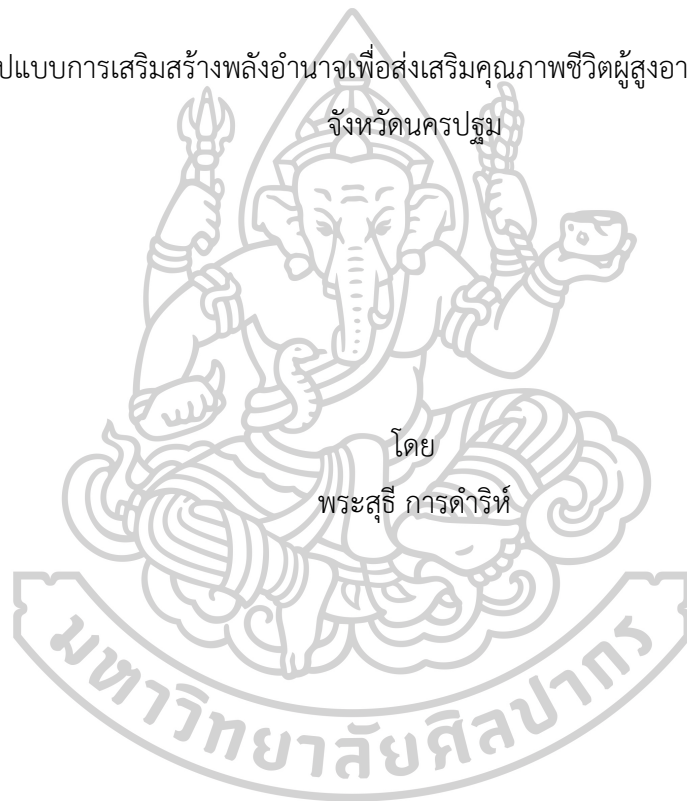 ปแบบการเสริมสร้างพลังอำนาจเพื่อส่งเสริมคุณภาพชีวิตผู้สูงอา
จังหวัดนครปฐม
โดย
พระสุธี การดำริห์
มหาวิทยาลัยศิลปากร